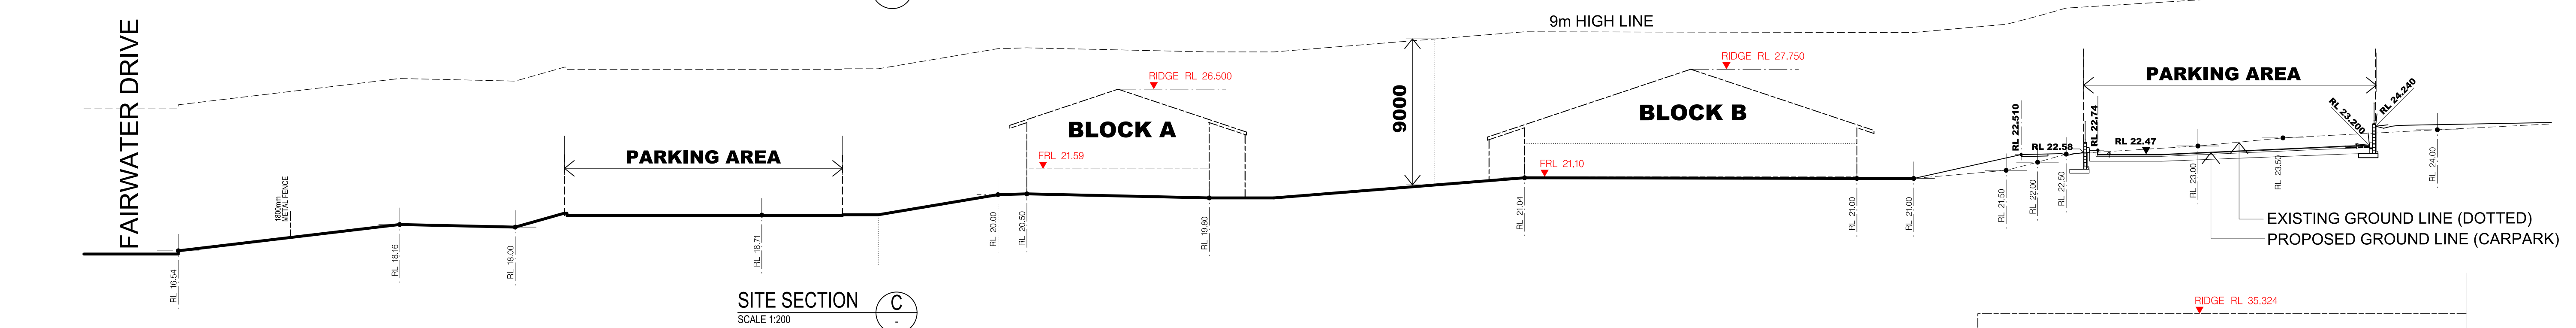 FAIRWATER DRIVE
1800mm
METAL FENCE
PARKING AREA
RIDGE RL 26.500
BLOCK A
FRL 21.59
9000
9m HIGH LINE
RIDGE RL 27.750
BLOCK B
FRL 21.10
PARKING AREA
RL 22.510
RL 22.58
RL 22.774
RL 22.47
RL 23.200
RL 24.240
RL 16.54
RL 18.16
RL 18.00
RL 18.71
RL 20.00
RL 20.50
RL 19.80
RL 21.04
RL 21.00
RL 21.00
RL 21.50
RL 22.00
RL 22.50
RL 23.00
RL 23.50
RL 24.00
EXISTING GROUND LINE (DOTTED)
PROPOSED GROUND LINE (CARPARK)
SITE SECTION
SCALE 1:200
C
-
RIDGE RL 35.324